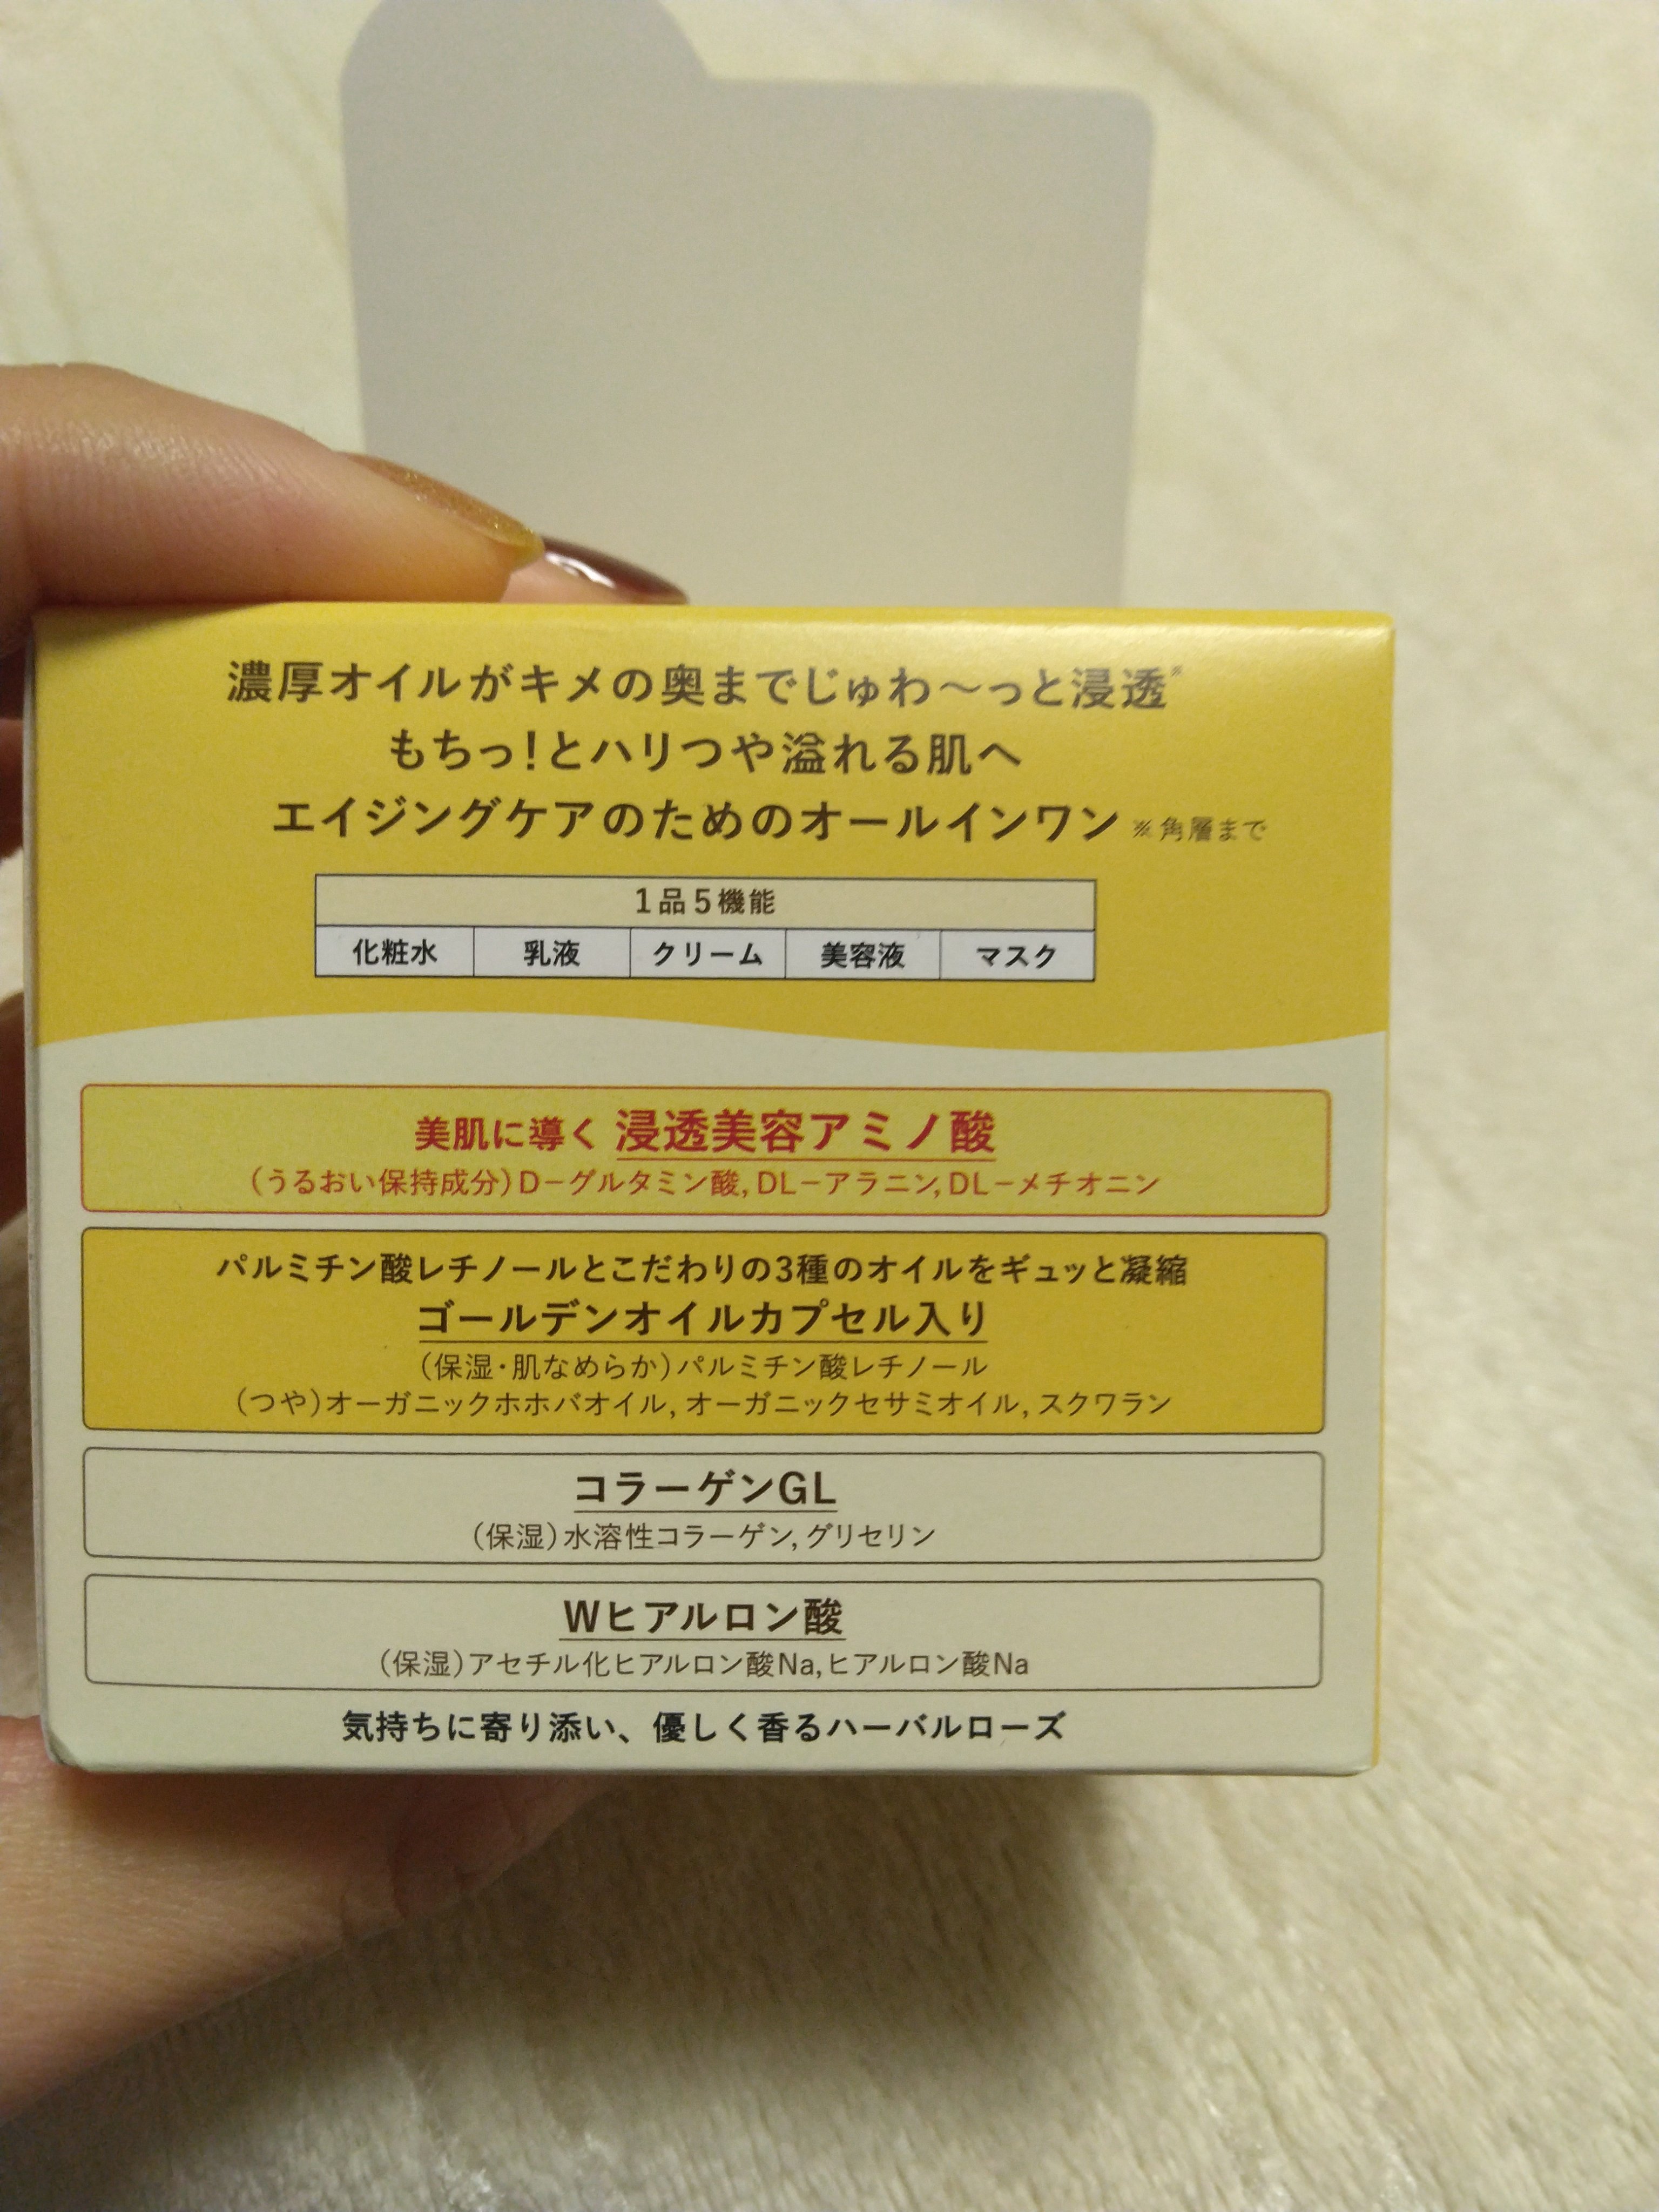 濃厚オイルがキメの奥までじゅわ〜っと浸透※
もちっ!とハリつや溢れる肌へ
エイジングケアのためのオールインワン ※角層まで
1品5機能
化粧水 乳液 クリーム 美容液 マスク
美肌に導く 浸透美容アミノ酸
(うるおい保持成分)D−グルタミン酸, DL−アラニン, DL−メチオニン
パルミチン酸レチノールとこだわりの3種のオイルをギュッと凝縮
ゴールデンオイルカプセル入り
(保湿・肌なめらか)パルミチン酸レチノール
(つや)オーガニックホホバオイル, オーガニックセサミオイル, スクワラン
コラーゲンGL
(保湿)水溶性コラーゲン, グリセリン
Wヒアルロン酸
(保湿)アセチル化ヒアルロン酸Na, ヒアルロン酸Na
気持ちに寄り添い、優しく香るハーバルローズ